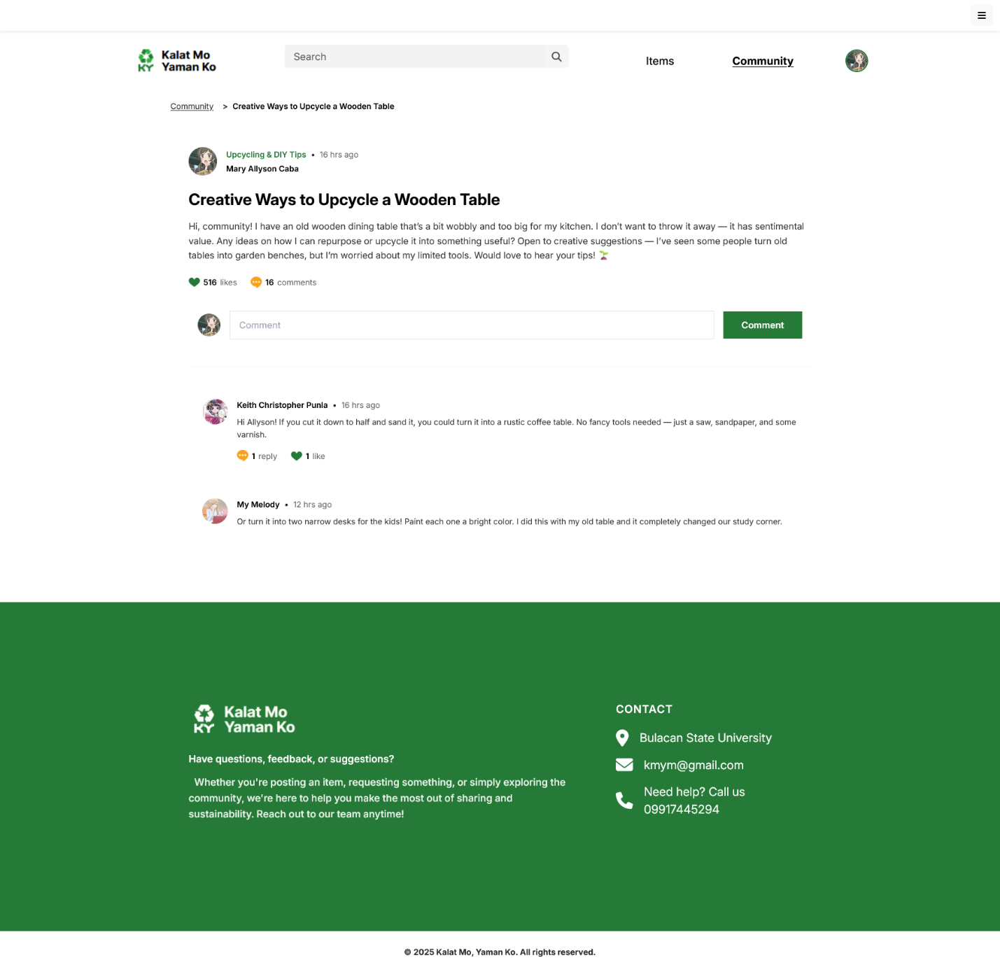 Kalat Mo
Yaman Ko
Search
Items
Community
Community > Creative Ways to Upcycle a Wooden Table
Upcycling & DIY Tips • 16 hrs ago
Mary Allyson Caba
Creative Ways to Upcycle a Wooden Table
Hi, community! I have an old wooden dining table that's a bit wobbly and too big for my kitchen. I don't want to throw it away — it has sentimental
value. Any ideas on how I can repurpose or upcycle it into something useful? Open to creative suggestions — I've seen some people turn old
tables into garden benches, but I'm worried about my limited tools. Would love to hear your tips! 🌱
516 likes 16 comments
Comment
Comment
Keith Christopher Punla • 16 hrs ago
Hi Allyson! If you cut it down to half and sand it, you could turn it into a rustic coffee table. No fancy tools needed — just a saw, sandpaper, and some
varnish.
1 reply 1 like
My Melody • 12 hrs ago
Or turn it into two narrow desks for the kids! Paint each one a bright color. I did this with my old table and it completely changed our study corner.
KY Kalat Mo
Yaman Ko
Have questions, feedback, or suggestions?
Whether you're posting an item, requesting something, or simply exploring the
community, we're here to help you make the most out of sharing and
sustainability. Reach out to our team anytime!
CONTACT
Bulacan State University
kmym@gmail.com
Need help? Call us
09917445294
© 2025 Kalat Mo, Yaman Ko. All rights reserved.